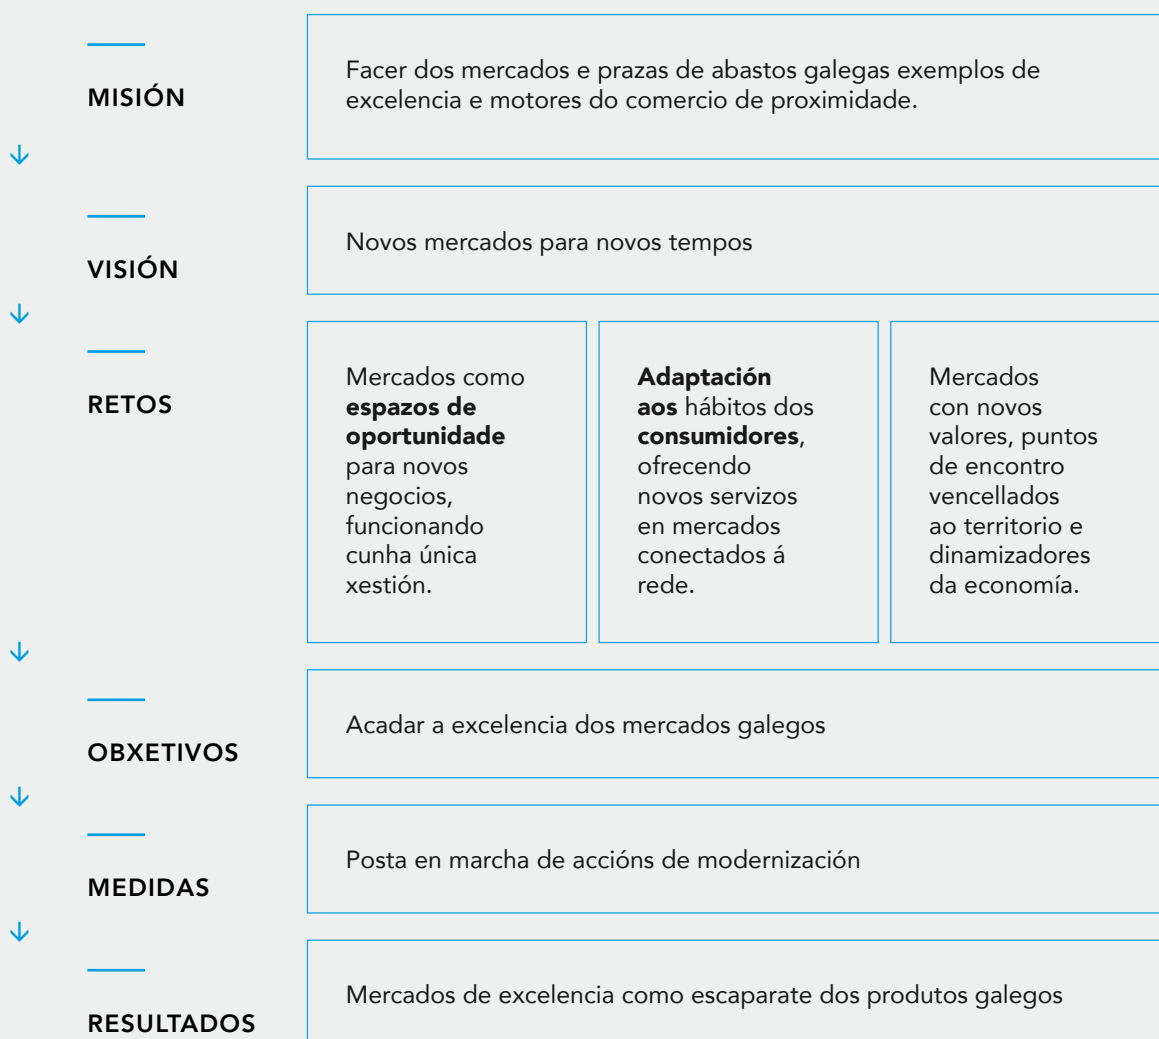 MISIÓN
Facer dos mercados e prazas de abastos galegas exemplos de
excelencia e motores do comercio de proximidade.
VISIÓN
Novos mercados para novos tempos
RETOS
Mercados como
espazos de
oportunidade
para novos
negocios,
funcionando
cunha única
xestión.
Adaptación
aos hábitos dos
consumidores,
ofrecendo
novos servizos
en mercados
conectados á
rede.
Mercados
con novos
valores, puntos
de encontro
vencellados
ao territorio e
dinamizadores
da economía.
OBXETIVOS
Acadar a excelencia dos mercados galegos
MEDIDAS
Posta en marcha de accións de modernización
RESULTADOS
Mercados de excelencia como escaparate dos produtos galegos